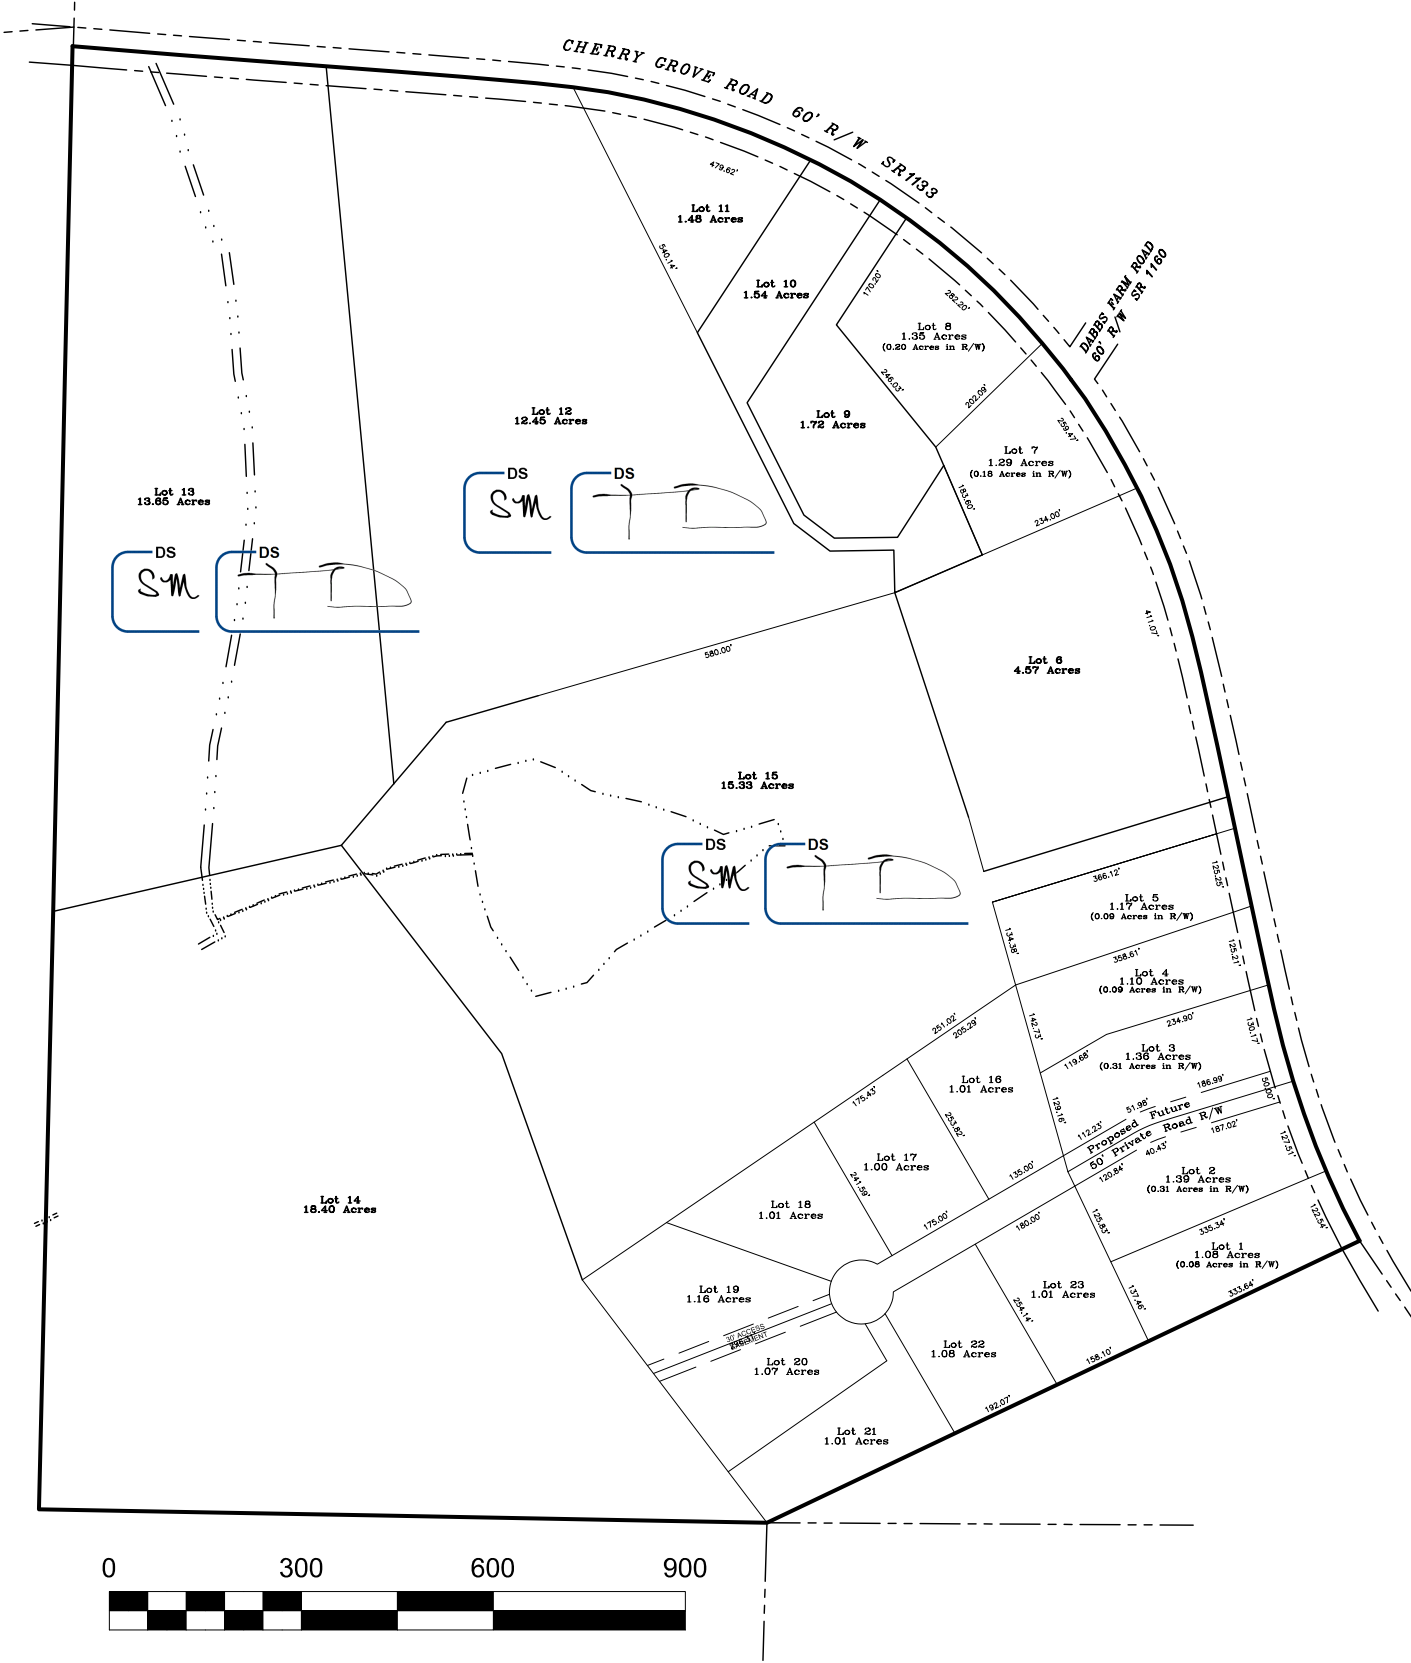 CHERRY GROVE ROAD 60' R/W SR1133
DABBS FARM ROAD
60' R/W SR 1160
479.62'
Lot 11
1.48 Acres
540.14'
Lot 10
1.54 Acres
170.20'
282.20'
Lot 8
1.35 Acres
(0.20 Acres in R/W)
246.03'
202.09'
Lot 9
1.72 Acres
259.47'
Lot 7
1.29 Acres
(0.18 Acres in R/W)
183.60'
234.00'
Lot 12
12.45 Acres
DS
SM
DS
TD
Lot 13
13.65 Acres
DS
SM
DS
TD
411.07'
580.00'
Lot 6
4.57 Acres
Lot 15
15.33 Acres
DS
SM
DS
TD
366.12'
125.25'
Lot 5
1.17 Acres
(0.09 Acres in R/W)
134.38'
358.61'
125.21'
Lot 4
1.10 Acres
(0.09 Acres in R/W)
251.02'
205.29'
142.73'
234.90'
130.17'
119.68'
Lot 3
1.36 Acres
(0.31 Acres in R/W)
175.43'
Lot 16
1.01 Acres
186.99'
50.00'
129.16'
51.98'
112.23'
Proposed Future
50' Private Road R/W
187.02'
253.82'
40.43'
127.51'
120.84'
135.00'
Lot 17
1.00 Acres
241.59'
Lot 2
1.39 Acres
(0.31 Acres in R/W)
Lot 14
18.40 Acres
Lot 18
1.01 Acres
175.00'
180.00'
125.83'
335.34'
122.54'
Lot 1
1.08 Acres
(0.08 Acres in R/W)
Lot 19
1.16 Acres
Lot 23
1.01 Acres
137.46'
333.64'
254.14'
30' ACCESS
Lot 20
1.07 Acres
Lot 22
1.08 Acres
158.10'
192.07'
Lot 21
1.01 Acres
0 300 600 900